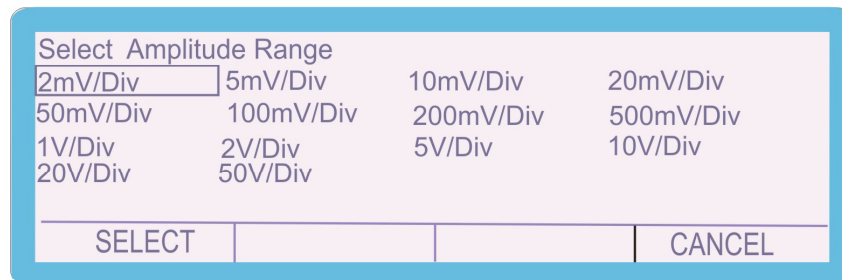 Select Amplitude Range
2mV/Div 5mV/Div 10mV/Div 20mV/Div
50mV/Div 100mV/Div 200mV/Div 500mV/Div
1V/Div 2V/Div 5V/Div 10V/Div
20V/Div 50V/Div
SELECT CANCEL